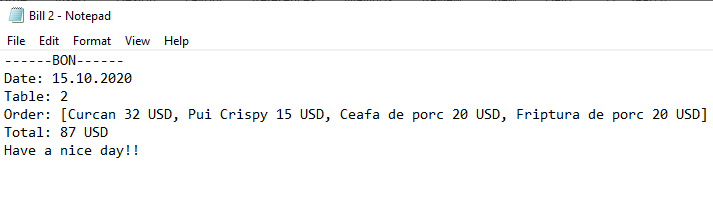 Bill 2 - Notepad
File Edit Format View Help
------BON------
Date: 15.10.2020
Table: 2
Order: [Curcan 32 USD, Pui Crispy 15 USD, Ceafa de porc 20 USD, Friptura de porc 20 USD]
Total: 87 USD
Have a nice day!!